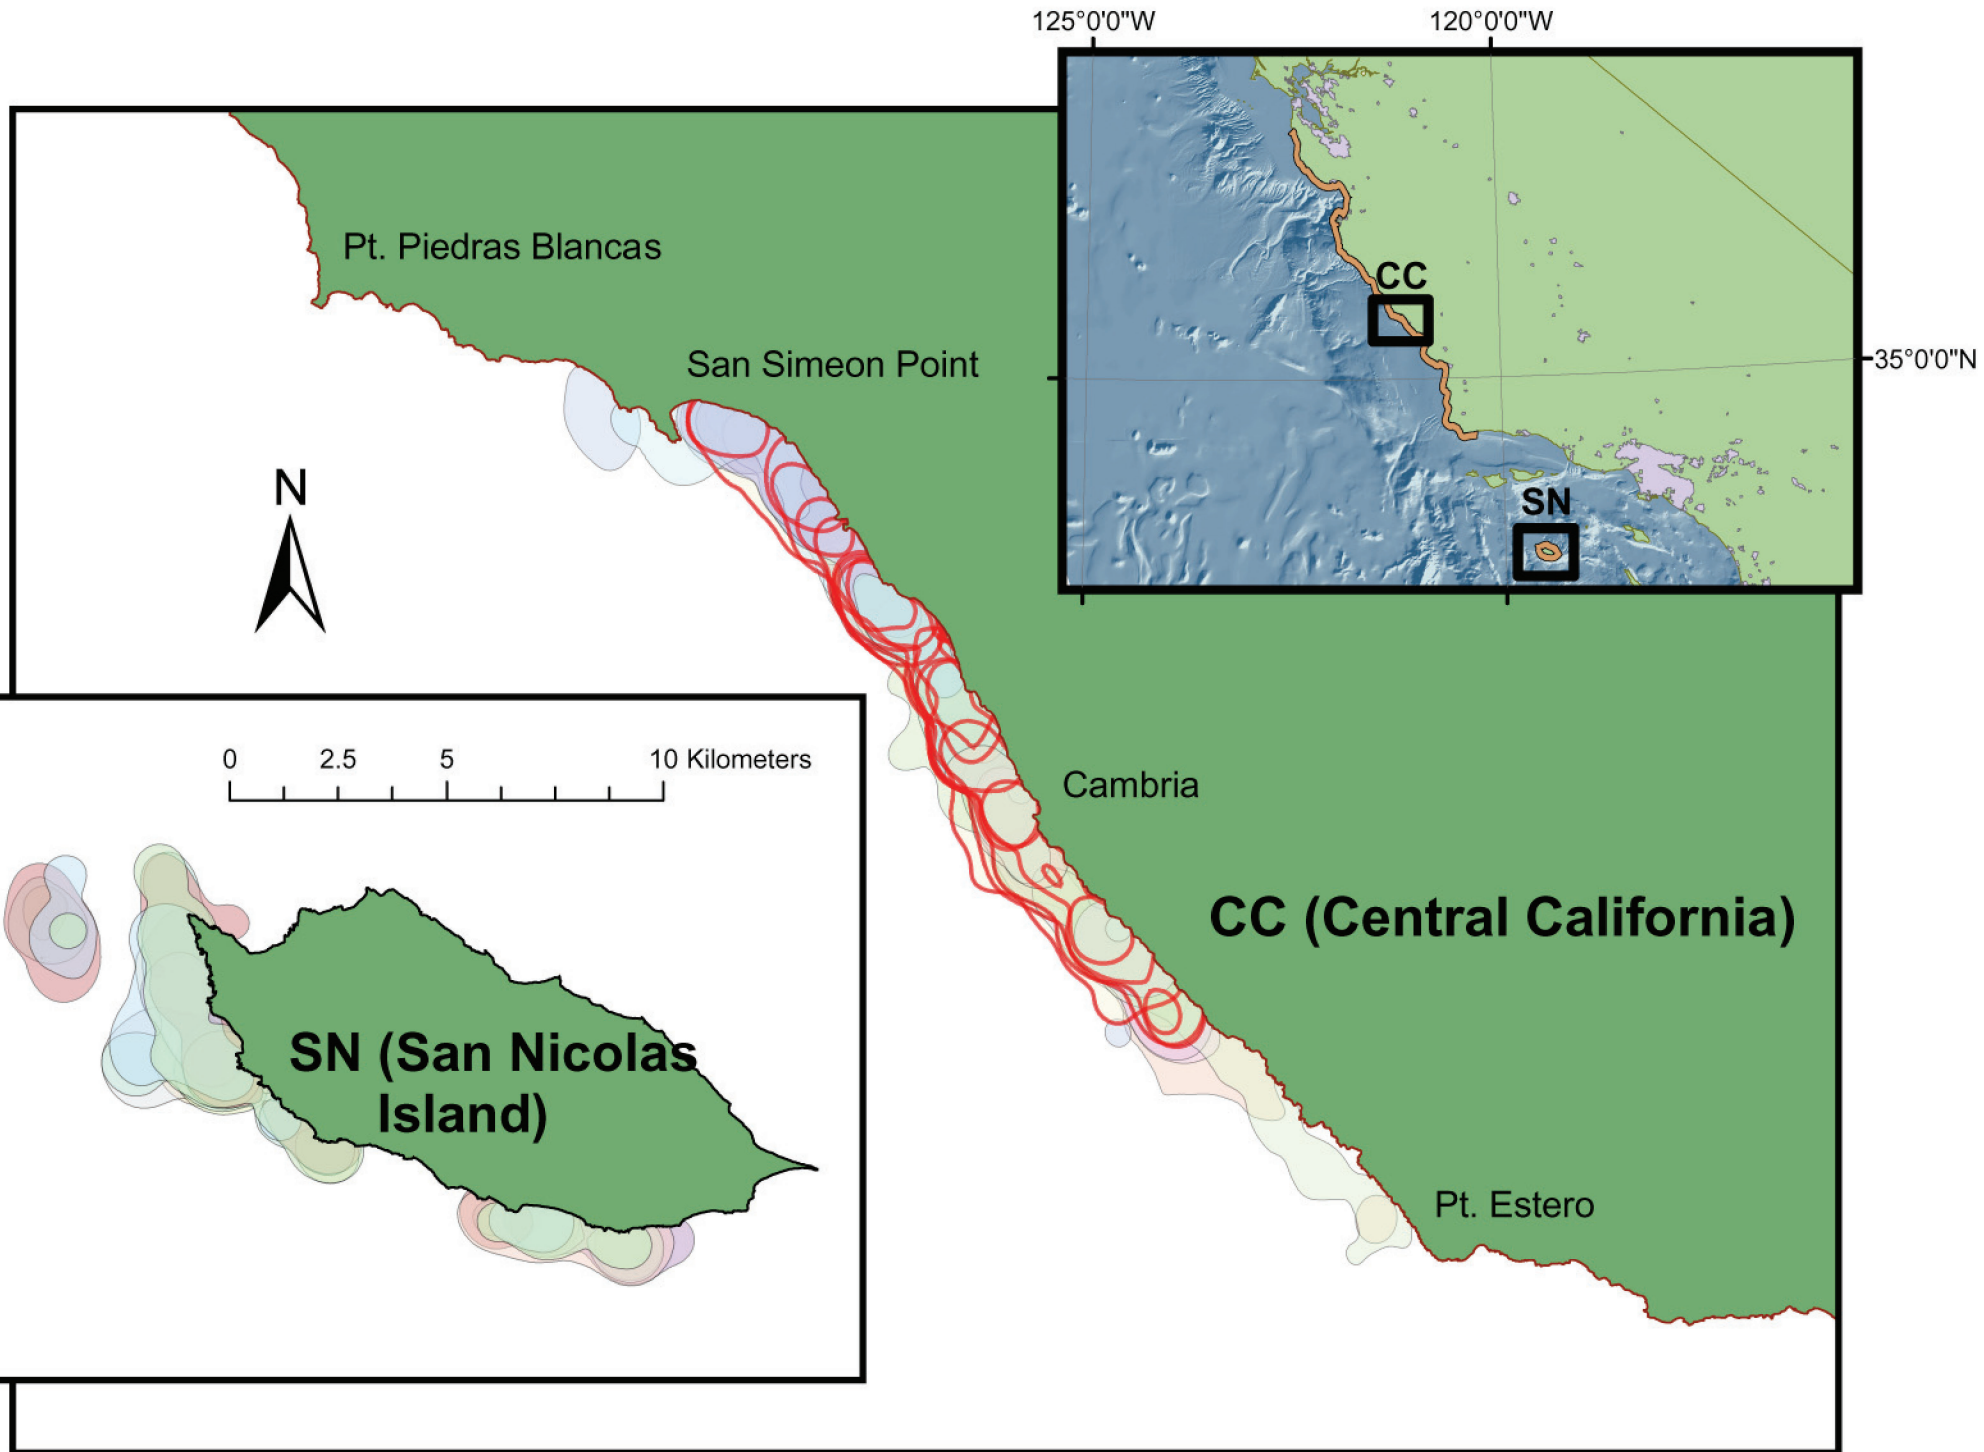 125°0'0"W
120°0'0"W
Pt. Piedras Blancas
CC
San Simeon Point
35°0'0"N
N
SN
0 2.5 5 10 Kilometers
Cambria
CC (Central California)
SN (San Nicolas
Island)
Pt. Estero